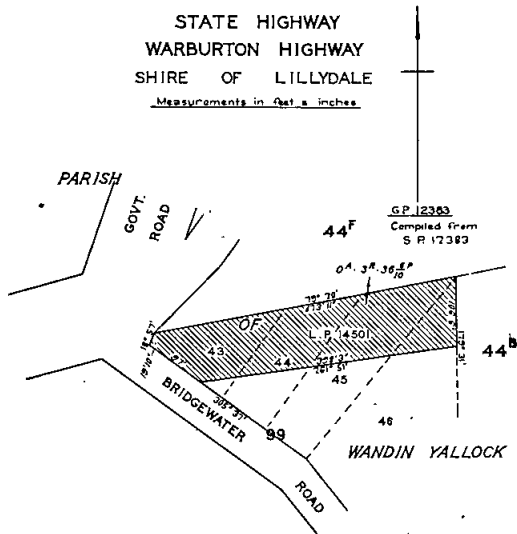 STATE HIGHWAY
WARBURTON HIGHWAY
SHIRE OF LILLYDALE
Measurements in feet & inches
PARISH
GOVT.
ROAD
44F
G.P. 12383
Compiled from
S.P. 12383
OF
L.P. 14501
43
44
45
46
44B
99
BRIDGEWATER
ROAD
WANDIN YALLOCK